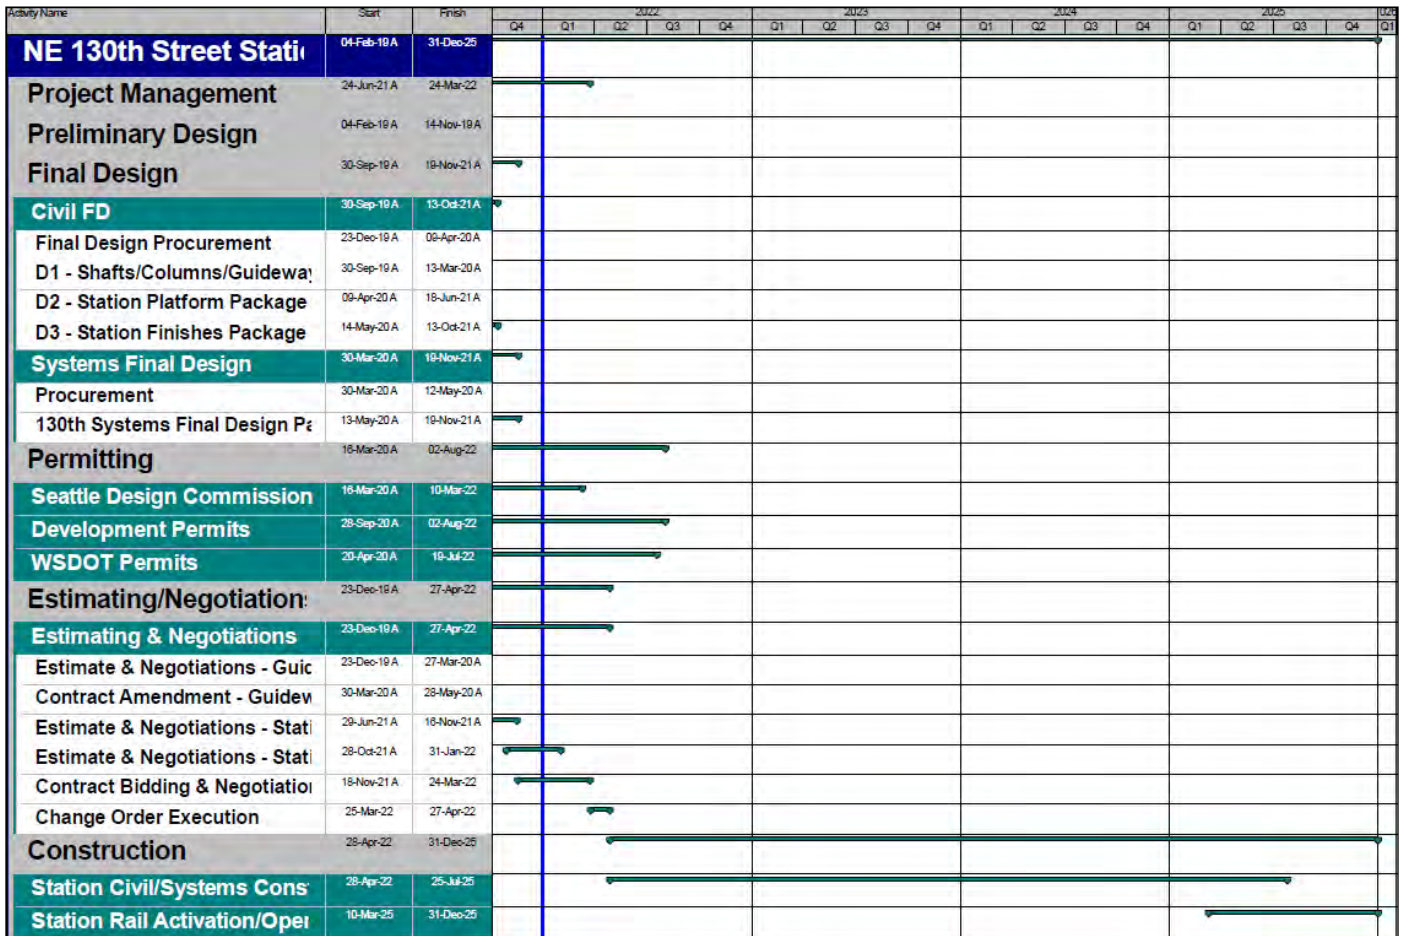 Activity Name Start Finish 2022 2023 2024 2025 026
Q4 Q1 Q2 Q3 Q4 Q1 Q2 Q3 Q4 Q1 Q2 Q3 Q4 Q1 Q2 Q3 Q4 Q1
NE 130th Street Stati 04-Feb-19 A 31-Dec-25
Project Management 24-Jun-21 A 24-Mar-22
Preliminary Design 04-Feb-19 A 14-Nov-19 A
Final Design 30-Sep-19 A 19-Nov-21 A
Civil FD 30-Sep-19 A 13-Oct-21 A
Final Design Procurement 23-Dec-19 A 09-Apr-20 A
D1 - Shafts/Columns/Guideway 30-Sep-19 A 13-Mar-20 A
D2 - Station Platform Package 09-Apr-20 A 18-Jun-21 A
D3 - Station Finishes Package 14-May-20 A 13-Oct-21 A
Systems Final Design 30-Mar-20 A 19-Nov-21 A
Procurement 30-Mar-20 A 12-May-20 A
130th Systems Final Design Pa 13-May-20 A 19-Nov-21 A
Permitting 16-Mar-20 A 02-Aug-22
Seattle Design Commission 16-Mar-20 A 10-Mar-22
Development Permits 28-Sep-20 A 02-Aug-22
WSDOT Permits 20-Apr-20 A 19-Jul-22
Estimating/Negotiations 23-Dec-19 A 27-Apr-22
Estimating & Negotiations 23-Dec-19 A 27-Apr-22
Estimate & Negotiations - Guid 23-Dec-19 A 27-Mar-20 A
Contract Amendment - Guidew 30-Mar-20 A 28-May-20 A
Estimate & Negotiations - Stati 29-Jun-21 A 16-Nov-21 A
Estimate & Negotiations - Stati 28-Oct-21 A 31-Jan-22
Contract Bidding & Negotiation 18-Nov-21 A 24-Mar-22
Change Order Execution 25-Mar-22 27-Apr-22
Construction 28-Apr-22 31-Dec-25
Station Civil/Systems Cons 28-Apr-22 25-Jul-25
Station Rail Activation/Oper 10-Mar-25 31-Dec-25